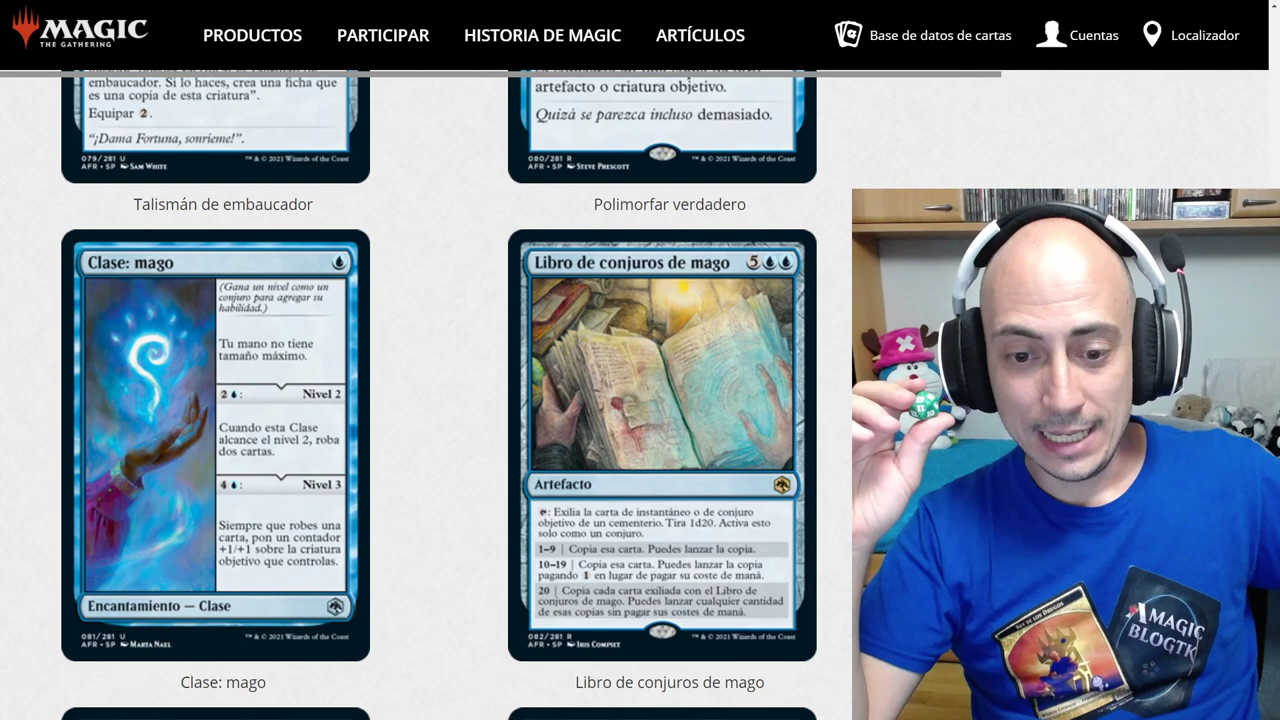 MAGIC
THE GATHERING
PRODUCTOS
PARTICIPAR
HISTORIA DE MAGIC
ARTÍCULOS
Base de datos de cartas
Cuentas
Localizador
embaucador. Si lo haces, crea una ficha que
es una copia de esta criatura”.
Equipar 2.
“¡Dama Fortuna, sonríeme!”.
079/281 U
AFR • SP SAM WHITE
™ & © 2021 Wizards of the Coast
Talismán de embaucador
artefacto o criatura objetivo.
Quizá se parezca incluso demasiado.
080/281 R
AFR • SP STEVE PRESCOTT
™ & © 2021 Wizards of the Coast
Polimorfar verdadero
Clase: mago
(Gana un nivel como un
conjuro para agregar su
habilidad.)
Tu mano no tiene
tamaño máximo.
2 : Nivel 2
Cuando esta Clase
alcance el nivel 2, roba
dos cartas.
4 : Nivel 3
Siempre que robes una
carta, pon un contador
+1/+1 sobre la criatura
objetivo que controlas.
Encantamiento — Clase
081/281 U
AFR • SP MARTA NAEL
™ & © 2021 Wizards of the Coast
Clase: mago
Libro de conjuros de mago 5
Artefacto
: Exilia la carta de instantáneo o de conjuro
objetivo de un cementerio. Tira 1d20. Activa esto
solo como un conjuro.
1–9 | Copia esa carta. Puedes lanzar la copia.
10–19 | Copia esa carta. Puedes lanzar la copia
pagando 1 en lugar de pagar su coste de maná.
20 | Copia cada carta exiliada con el Libro de
conjuros de mago. Puedes lanzar cualquier cantidad
de esas copias sin pagar sus costes de maná.
082/281 R
AFR • SP IRIS COMPIET
™ & © 2021 Wizards of the Coast
Libro de conjuros de mago
AMAGIC
BLOGTK